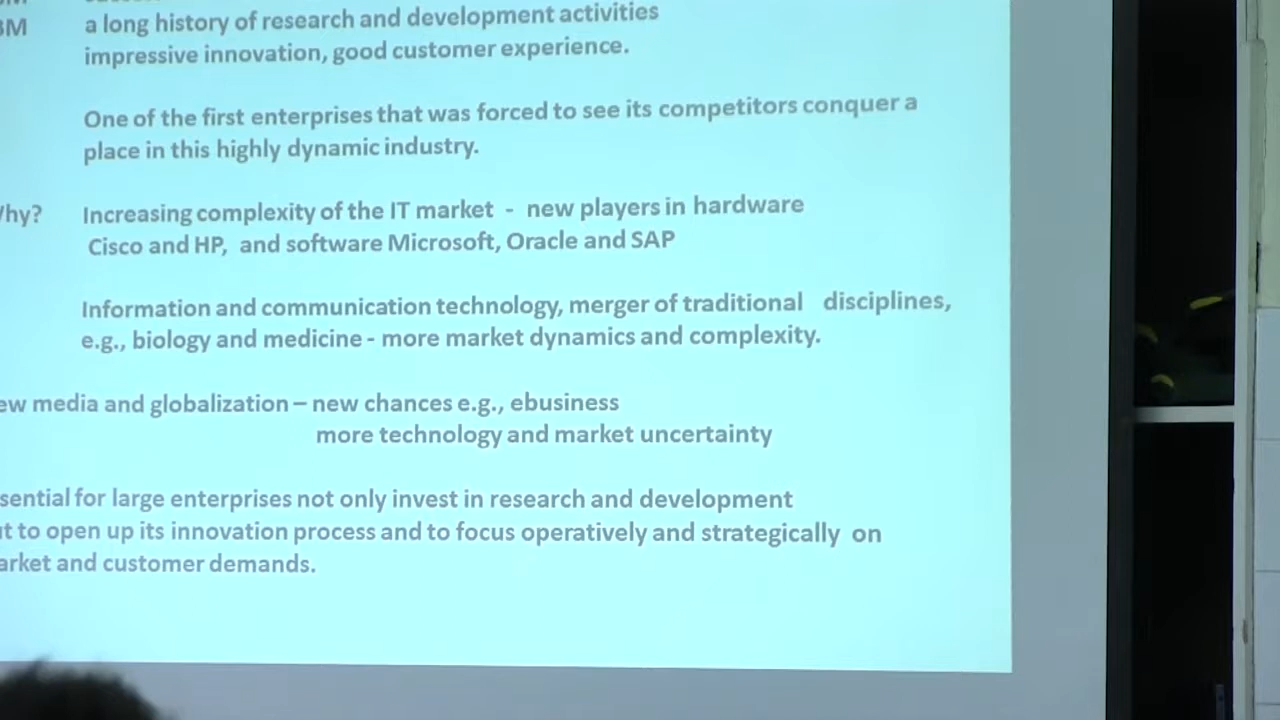 a long history of research and development activities
impressive innovation, good customer experience.
One of the first enterprises that was forced to see its competitors conquer a
place in this highly dynamic industry.
Increasing complexity of the IT market - new players in hardware
Cisco and HP, and software Microsoft, Oracle and SAP
Information and communication technology, merger of traditional disciplines,
e.g., biology and medicine - more market dynamics and complexity.
media and globalization – new chances e.g., ebusiness
more technology and market uncertainty
for large enterprises not only invest in research and development
to open up its innovation process and to focus operatively and strategically on
and customer demands.